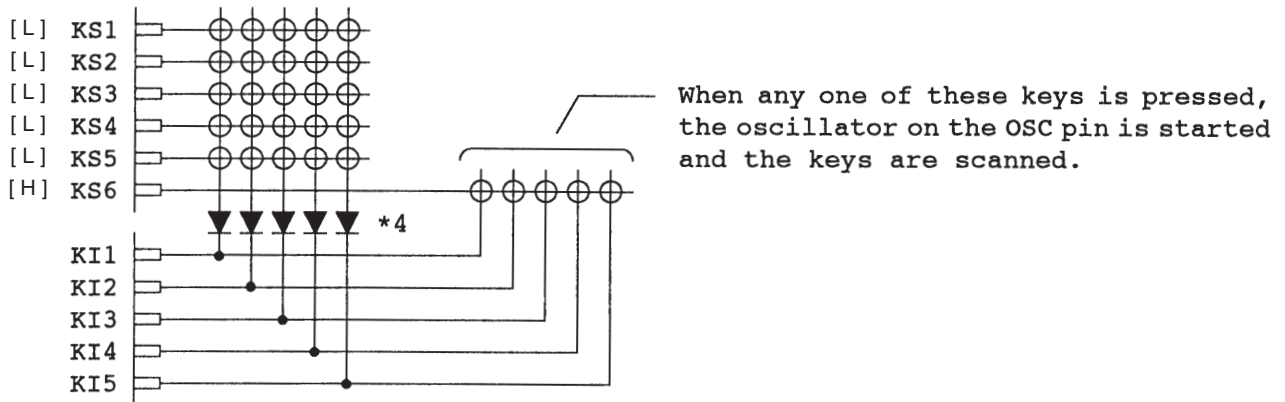 [L] KS1
[L] KS2
[L] KS3
[L] KS4
[L] KS5
[H] KS6
When any one of these keys is pressed,
the oscillator on the OSC pin is started
and the keys are scanned.
*4
KI1
KI2
KI3
KI4
KI5